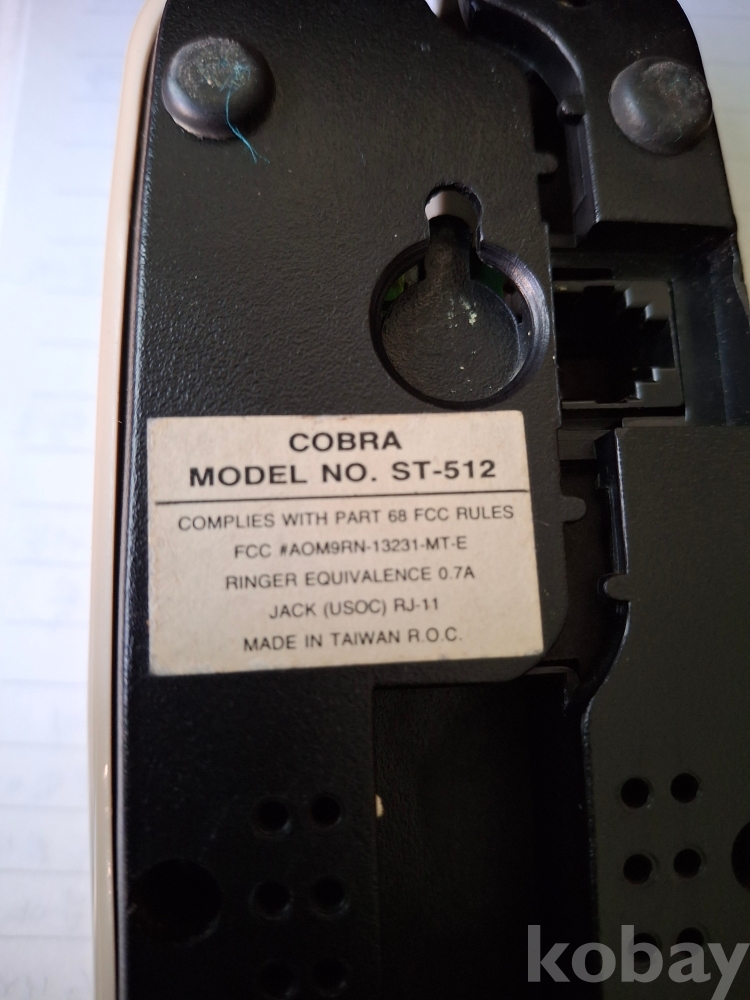 COBRA
MODEL NO. ST-512
COMPLIES WITH PART 68 FCC RULES
FCC #AOM9RN-13231-MT-E
RINGER EQUIVALENCE 0.7A
JACK (USOC) RJ-11
MADE IN TAIWAN R.O.C.
kobay